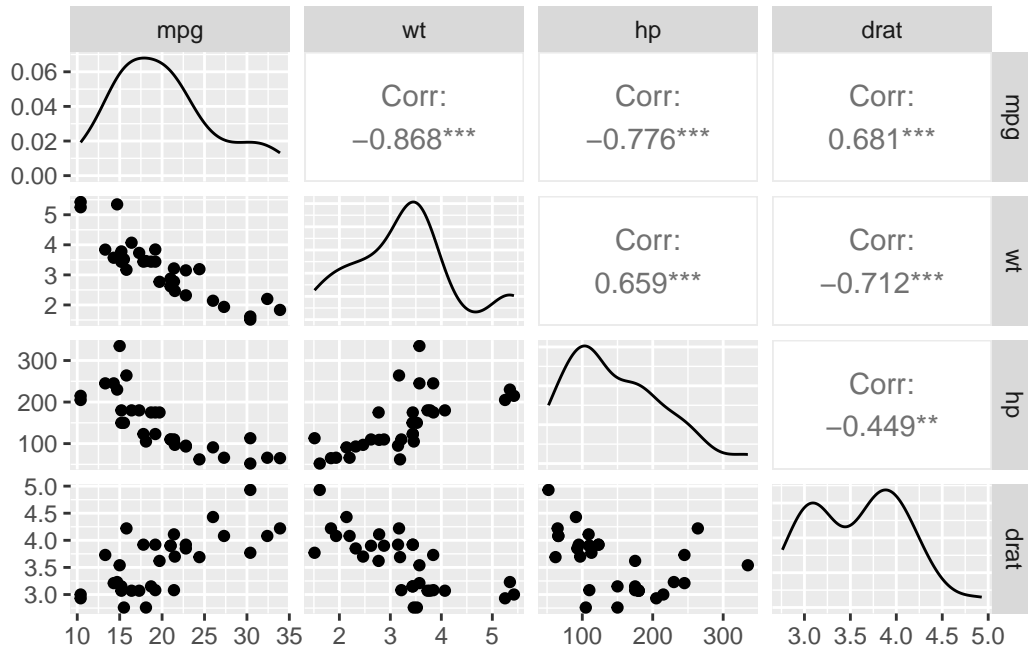 mpg wt hp drat
0.06
0.04
0.02
0.00
Corr:
−0.868***
Corr:
−0.776***
Corr:
0.681***
mpg
5
4
3
2
Corr:
0.659***
Corr:
−0.712***
wt
300
200
100
Corr:
−0.449**
hp
5.0
4.5
4.0
3.5
3.0
drat
10 15 20 25 30 35 2 3 4 5 100 200 300 3.0 3.5 4.0 4.5 5.0